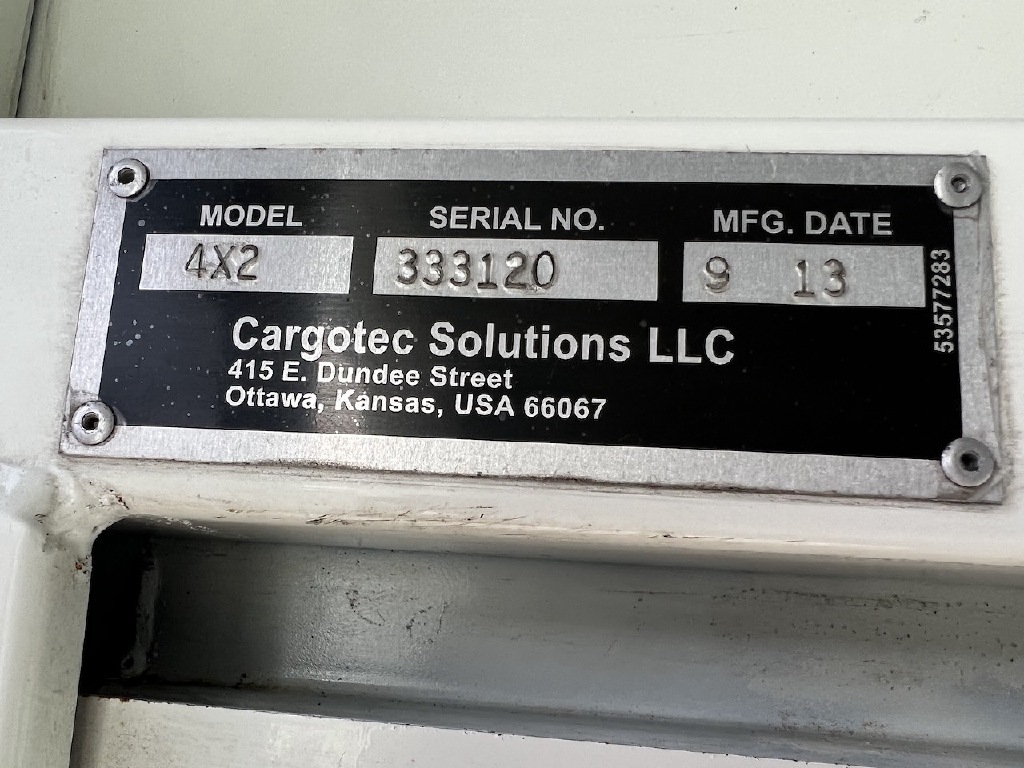 MODEL SERIAL NO. MFG. DATE
4X2 333120 9 13
Cargotec Solutions LLC
415 E. Dundee Street
Ottawa, Kansas, USA 66067
53577283